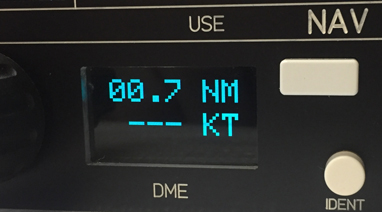 USE
NAV
00.7 NM
--- KT
DME
IDENT